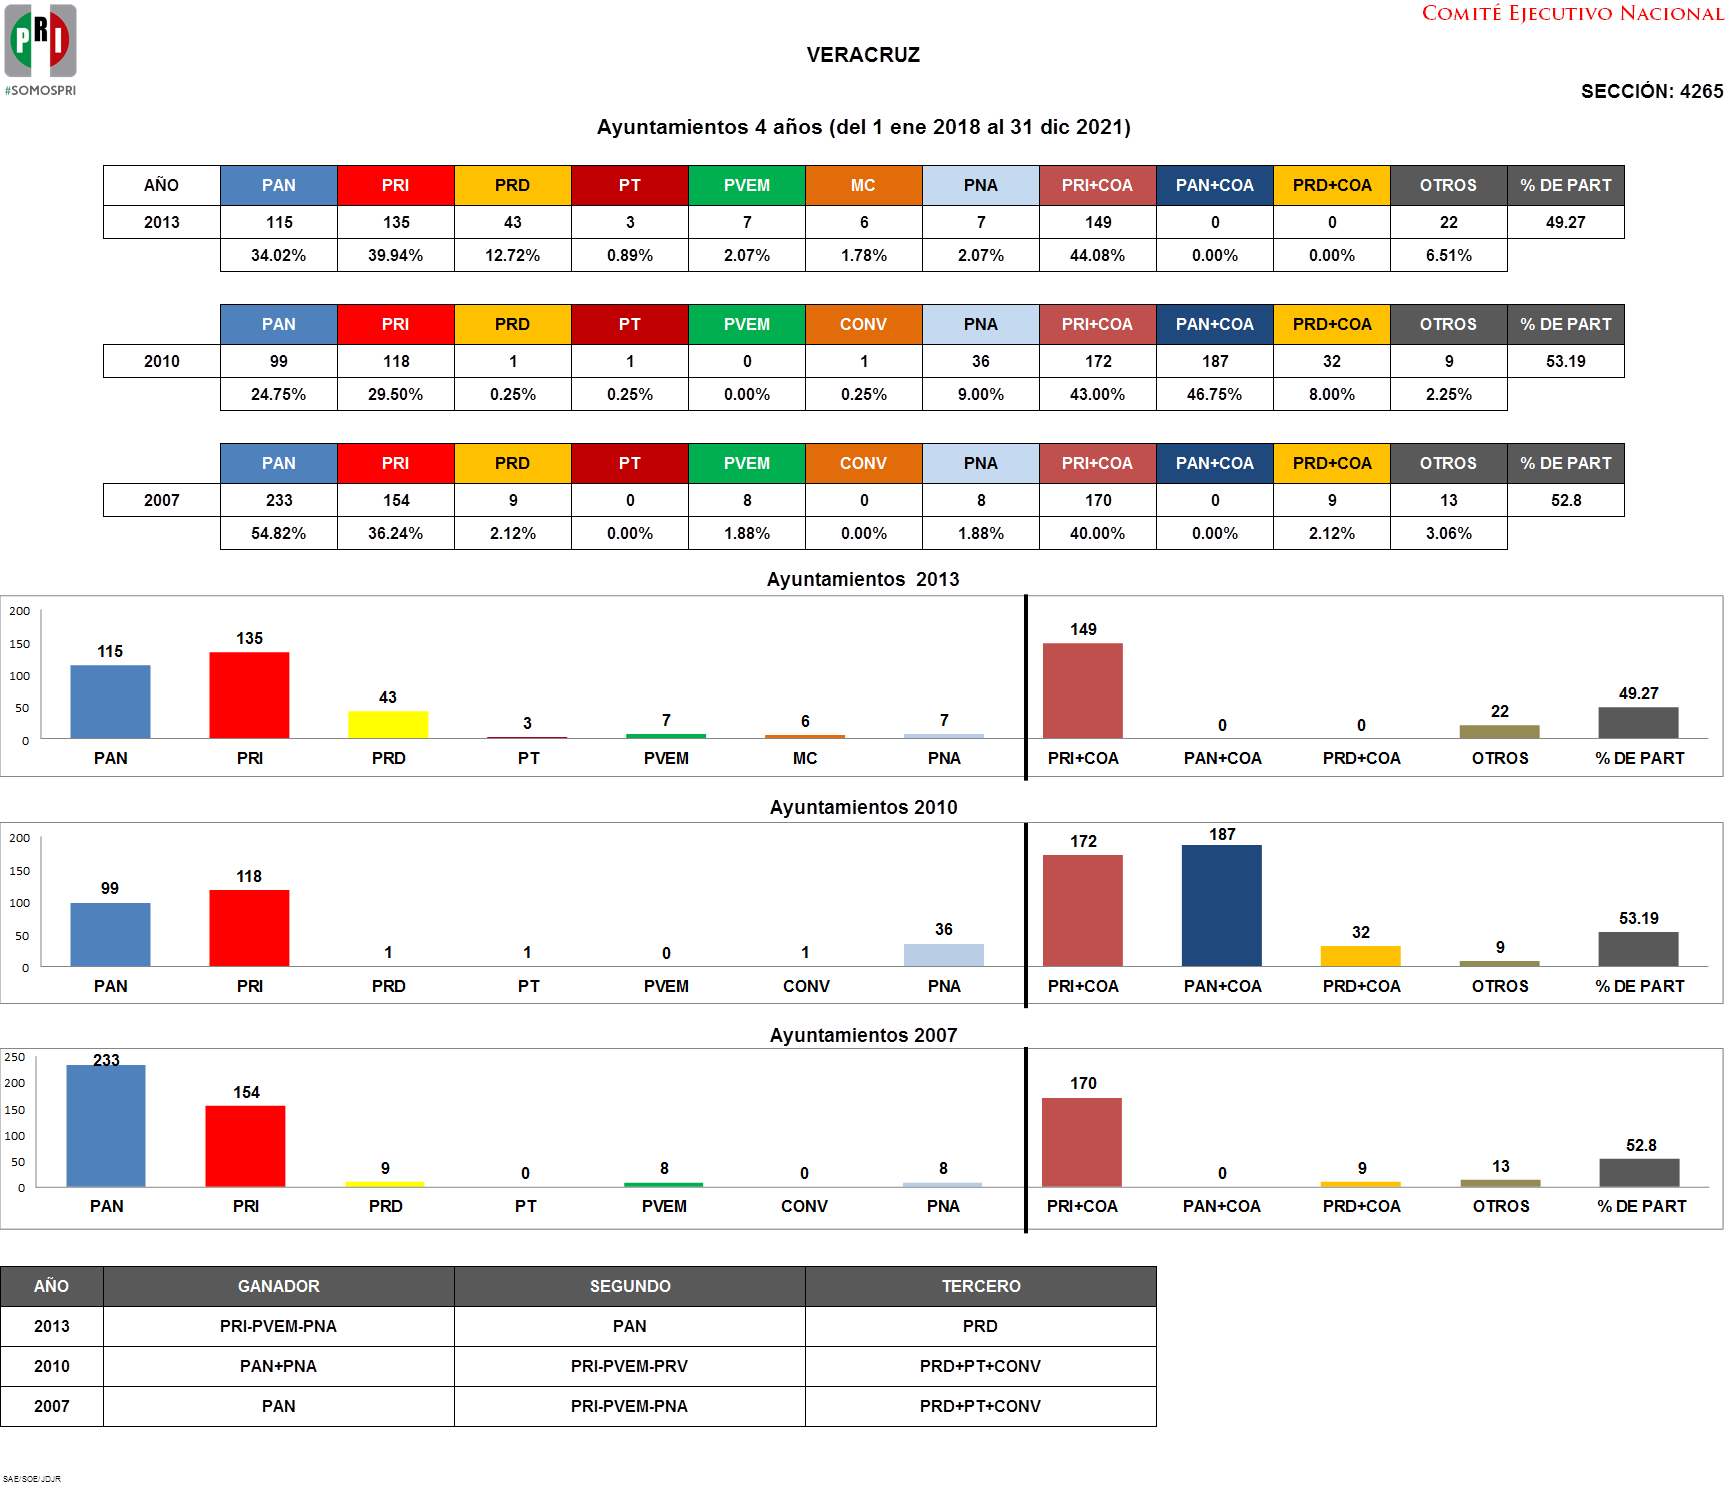 PRI
#SOMOSPRI
COMITÉ EJECUTIVO NACIONAL
VERACRUZ
SECCIÓN: 4265
Ayuntamientos 4 años (del 1 ene 2018 al 31 dic 2021)
AÑO PAN PRI PRD PT PVEM MC PNA PRI+COA PAN+COA PRD+COA OTROS % DE PART
2013 115 135 43 3 7 6 7 149 0 0 22 49.27
34.02% 39.94% 12.72% 0.89% 2.07% 1.78% 2.07% 44.08% 0.00% 0.00% 6.51%
PAN PRI PRD PT PVEM CONV PNA PRI+COA PAN+COA PRD+COA OTROS % DE PART
2010 99 118 1 1 0 1 36 172 187 32 9 53.19
24.75% 29.50% 0.25% 0.25% 0.00% 0.25% 9.00% 43.00% 46.75% 8.00% 2.25%
PAN PRI PRD PT PVEM CONV PNA PRI+COA PAN+COA PRD+COA OTROS % DE PART
2007 233 154 9 0 8 0 8 170 0 9 13 52.8
54.82% 36.24% 2.12% 0.00% 1.88% 0.00% 1.88% 40.00% 0.00% 2.12% 3.06%
Ayuntamientos 2013
200
150
100
50
0
115 135 43 3 7 6 7 149 0 0 22 49.27
PAN PRI PRD PT PVEM MC PNA PRI+COA PAN+COA PRD+COA OTROS % DE PART
Ayuntamientos 2010
200
150
100
50
0
99 118 1 1 0 1 36 172 187 32 9 53.19
PAN PRI PRD PT PVEM CONV PNA PRI+COA PAN+COA PRD+COA OTROS % DE PART
Ayuntamientos 2007
250
200
150
100
50
0
233 154 9 0 8 0 8 170 0 9 13 52.8
PAN PRI PRD PT PVEM CONV PNA PRI+COA PAN+COA PRD+COA OTROS % DE PART
AÑO GANADOR SEGUNDO TERCERO
2013 PRI-PVEM-PNA PAN PRD
2010 PAN+PNA PRI-PVEM-PRV PRD+PT+CONV
2007 PAN PRI-PVEM-PNA PRD+PT+CONV
SAE/SOE/JDJR